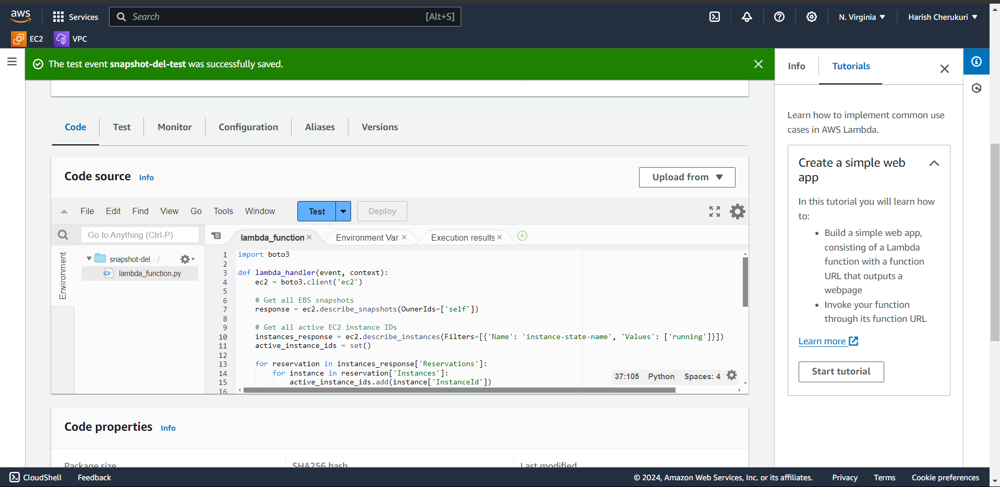 aws
Services
Search
[Alt+S]
N. Virginia ▼
Harish Cherukuri ▼
EC2
VPC
The test event snapshot-del-test was successfully saved.
Info
Tutorials
Code
Test
Monitor
Configuration
Aliases
Versions
Code source Info
Upload from ▼
File Edit Find View Go Tools Window
Test
Deploy
Go to Anything (Ctrl-P)
lambda_function ×
Environment Var ×
Execution results ×
Environment
snapshot-del - /
lambda_function.py
1 import boto3
2
3 def lambda_handler(event, context):
4 ec2 = boto3.client('ec2')
5
6 # Get all EBS snapshots
7 response = ec2.describe_snapshots(OwnerIds=['self'])
8
9 # Get all active EC2 instance IDs
10 instances_response = ec2.describe_instances(Filters=[{'Name': 'instance-state-name', 'Values': ['running']}])
11 active_instance_ids = set()
12
13 for reservation in instances_response['Reservations']:
14 for instance in reservation['Instances']:
15 active_instance_ids.add(instance['InstanceId'])
16
37:105 Python Spaces: 4
Code properties Info
Package size
SHA256 hash
Last modified
Learn how to implement common use
cases in AWS Lambda.
Create a simple web
app
In this tutorial you will learn how
to:
• Build a simple web app,
consisting of a Lambda
function with a function
URL that outputs a
webpage
• Invoke your function
through its function URL
Learn more
Start tutorial
CloudShell
Feedback
© 2024, Amazon Web Services, Inc. or its affiliates.
Privacy
Terms
Cookie preferences